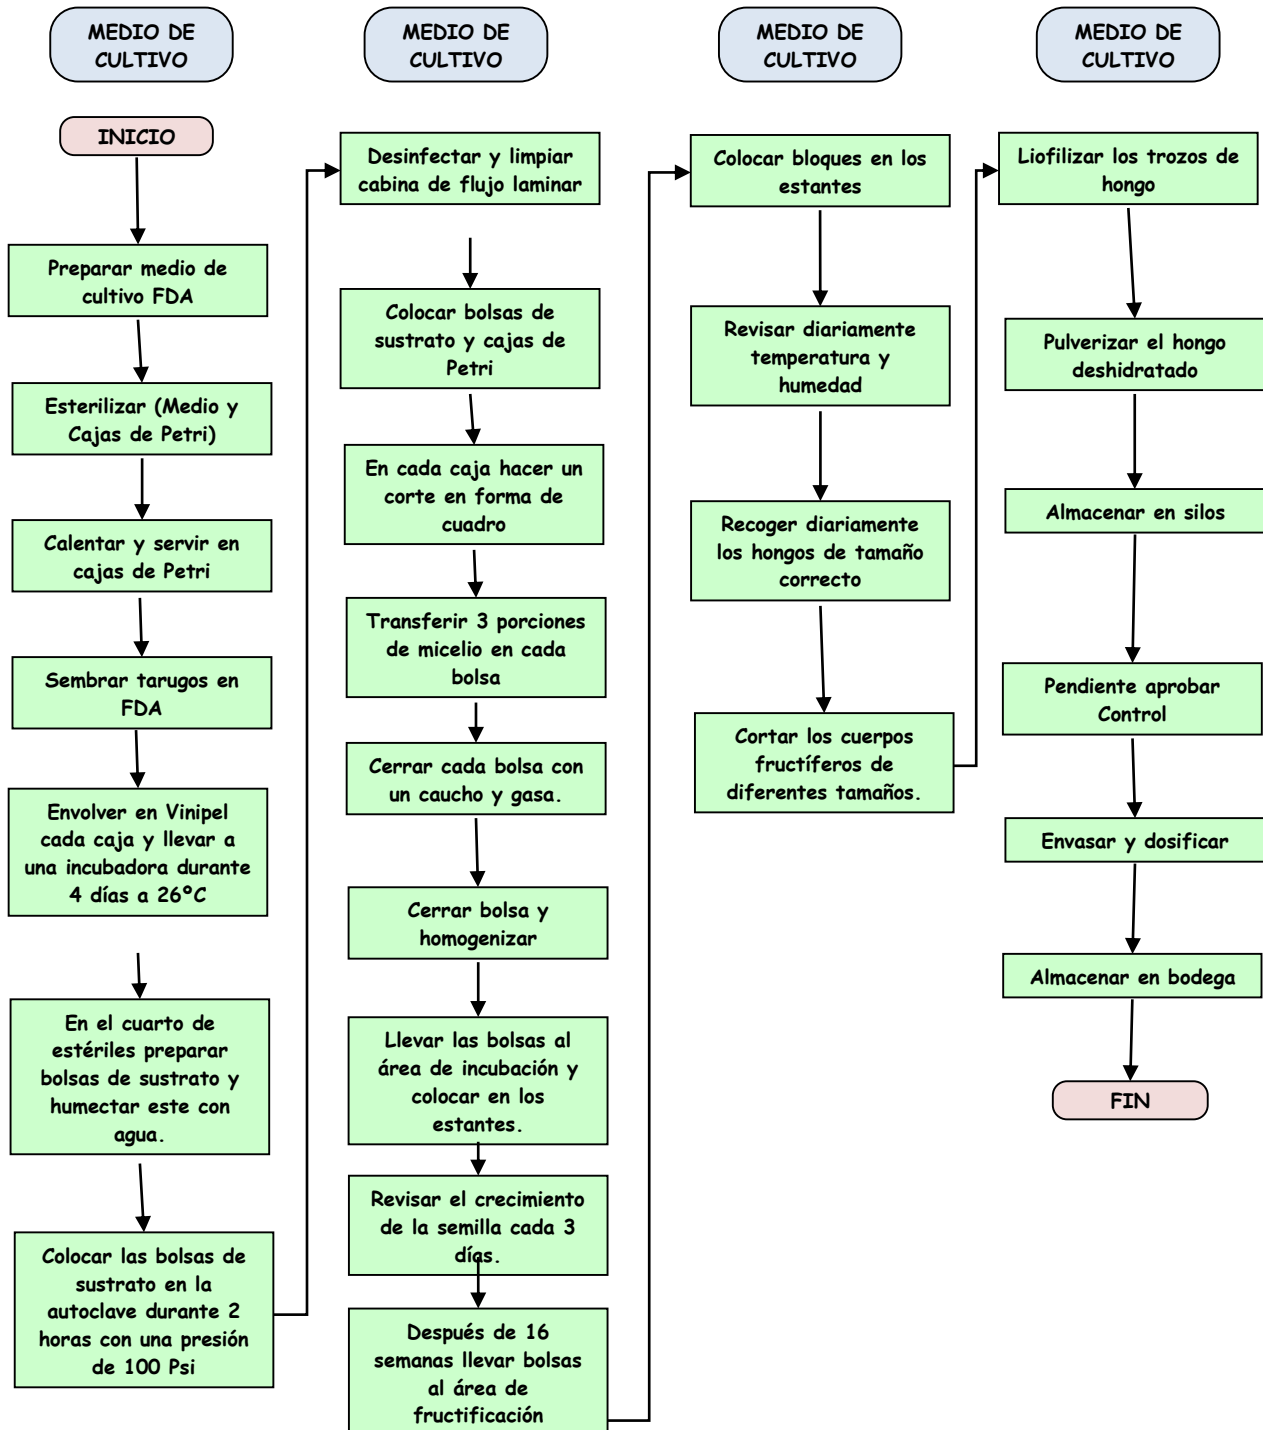 MEDIO DE
CULTIVO
INICIO
Preparar medio de
cultivo FDA
Esterilizar (Medio y
Cajas de Petri)
Calentar y servir en
cajas de Petri
Sembrar tarugos en
FDA
Envolver en Vinipel
cada caja y llevar a
una incubadora durante
4 días a 26ºC
En el cuarto de
estériles preparar
bolsas de sustrato y
humectar este con
agua.
Colocar las bolsas de
sustrato en la
autoclave durante 2
horas con una presión
de 100 Psi
MEDIO DE
CULTIVO
Desinfectar y limpiar
cabina de flujo laminar
Colocar bolsas de
sustrato y cajas de
Petri
En cada caja hacer un
corte en forma de
cuadro
Transferir 3 porciones
de micelio en cada
bolsa
Cerrar cada bolsa con
un caucho y gasa.
Cerrar bolsa y
homogenizar
Llevar las bolsas al
área de incubación y
colocar en los
estantes.
Revisar el crecimiento
de la semilla cada 3
días.
Después de 16
semanas llevar bolsas
al área de
fructificación
MEDIO DE
CULTIVO
Colocar bloques en los
estantes
Revisar diariamente
temperatura y
humedad
Recoger diariamente
los hongos de tamaño
correcto
Cortar los cuerpos
fructíferos de
diferentes tamaños.
MEDIO DE
CULTIVO
Liofilizar los trozos de
hongo
Pulverizar el hongo
deshidratado
Almacenar en silos
Pendiente aprobar
Control
Envasar y dosificar
Almacenar en bodega
FIN